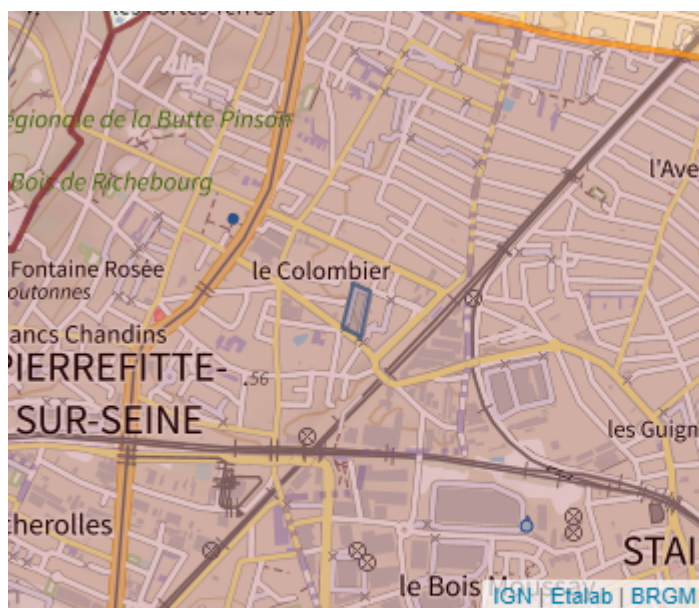 égionale de la Butte Pinson
Bois de Richebourg
l'Ave
Fontaine Rosée
outonnes
le Colombier
ancs Chandins
PIERREFITTE-
SUR-SEINE
.56
les Guign
cherolles
STAI
le Bois Moussay
IGN | Etalab | BRGM